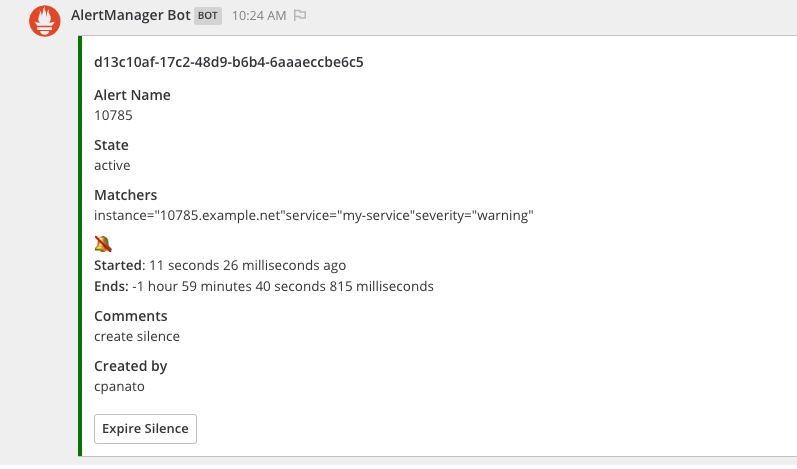 AlertManager Bot BOT 10:24 AM
d13c10af-17c2-48d9-b6b4-6aaaeccbe6c5
Alert Name
10785
State
active
Matchers
instance="10785.example.net"service="my-service"severity="warning"
Started: 11 seconds 26 milliseconds ago
Ends: -1 hour 59 minutes 40 seconds 815 milliseconds
Comments
create silence
Created by
cpanato
Expire Silence